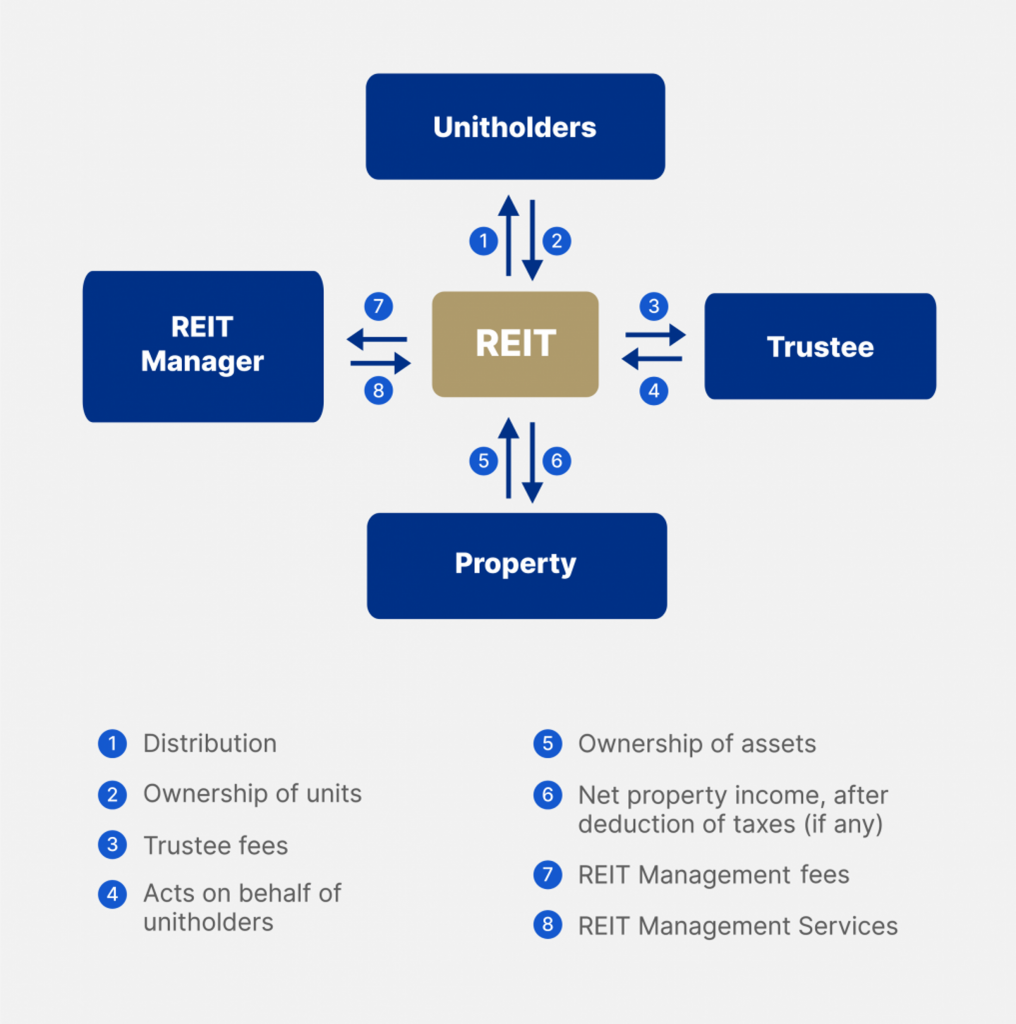 Unitholders
1
2
REIT
Manager
7
8
REIT
3
4
Trustee
5
6
Property
1 Distribution
2 Ownership of units
3 Trustee fees
4 Acts on behalf of
unitholders
5 Ownership of assets
6 Net property income, after
deduction of taxes (if any)
7 REIT Management fees
8 REIT Management Services